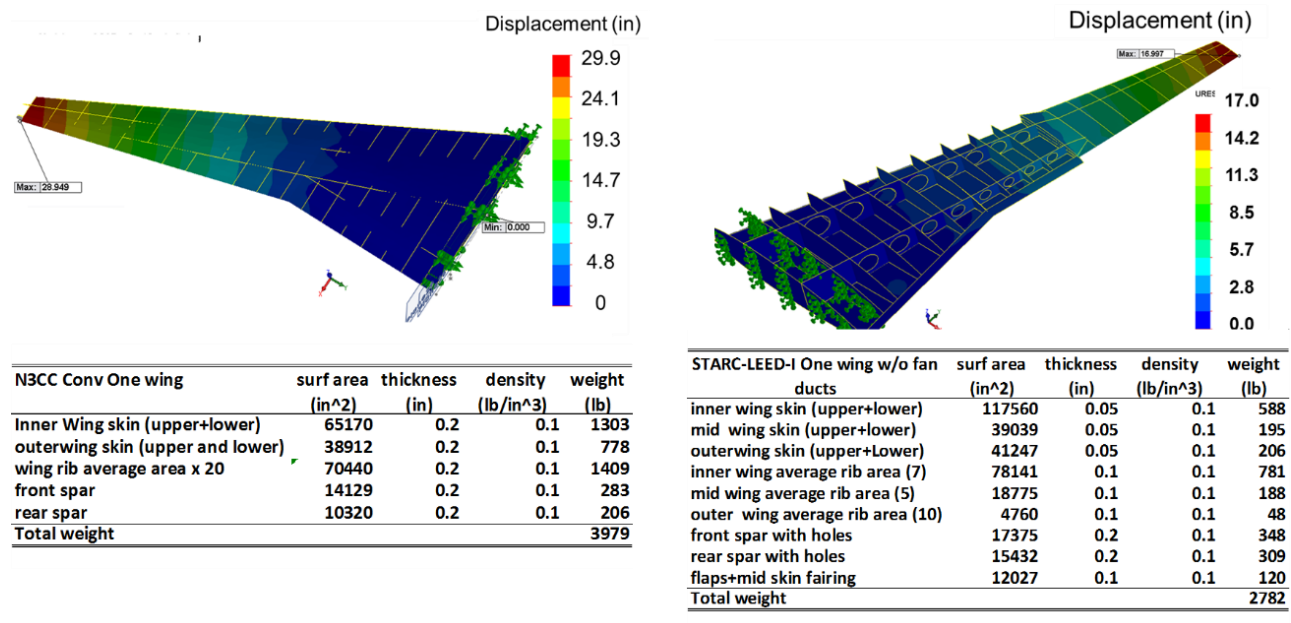 Displacement (in)
29.9
24.1
19.3
14.7
9.7
4.8
0
Max: 28.949
Min: 0.000
N3CC Conv One wing surf area thickness density weight
(in^2) (in) (lb/in^3) (lb)
Inner Wing skin (upper+lower) 65170 0.2 0.1 1303
outerwing skin (upper and lower) 38912 0.2 0.1 778
wing rib average area x 20 70440 0.2 0.1 1409
front spar 14129 0.2 0.1 283
rear spar 10320 0.2 0.1 206
Total weight 3979
Displacement (in)
Max: 16.997
URES
17.0
14.2
11.3
8.5
5.7
2.8
0.0
STARC-LEED-I One wing w/o fan surf area thickness density weight
ducts (in^2) (in) (lb/in^3) (lb)
inner wing skin (upper+lower) 117560 0.05 0.1 588
mid wing skin (upper+lower) 39039 0.05 0.1 195
outerwing skin (upper+Lower) 41247 0.05 0.1 206
inner wing average rib area (7) 78141 0.1 0.1 781
mid wing average rib area (5) 18775 0.1 0.1 188
outer wing average rib area (10) 4760 0.1 0.1 48
front spar with holes 17375 0.2 0.1 348
rear spar with holes 15432 0.2 0.1 309
flaps+mid skin fairing 12027 0.1 0.1 120
Total weight 2782